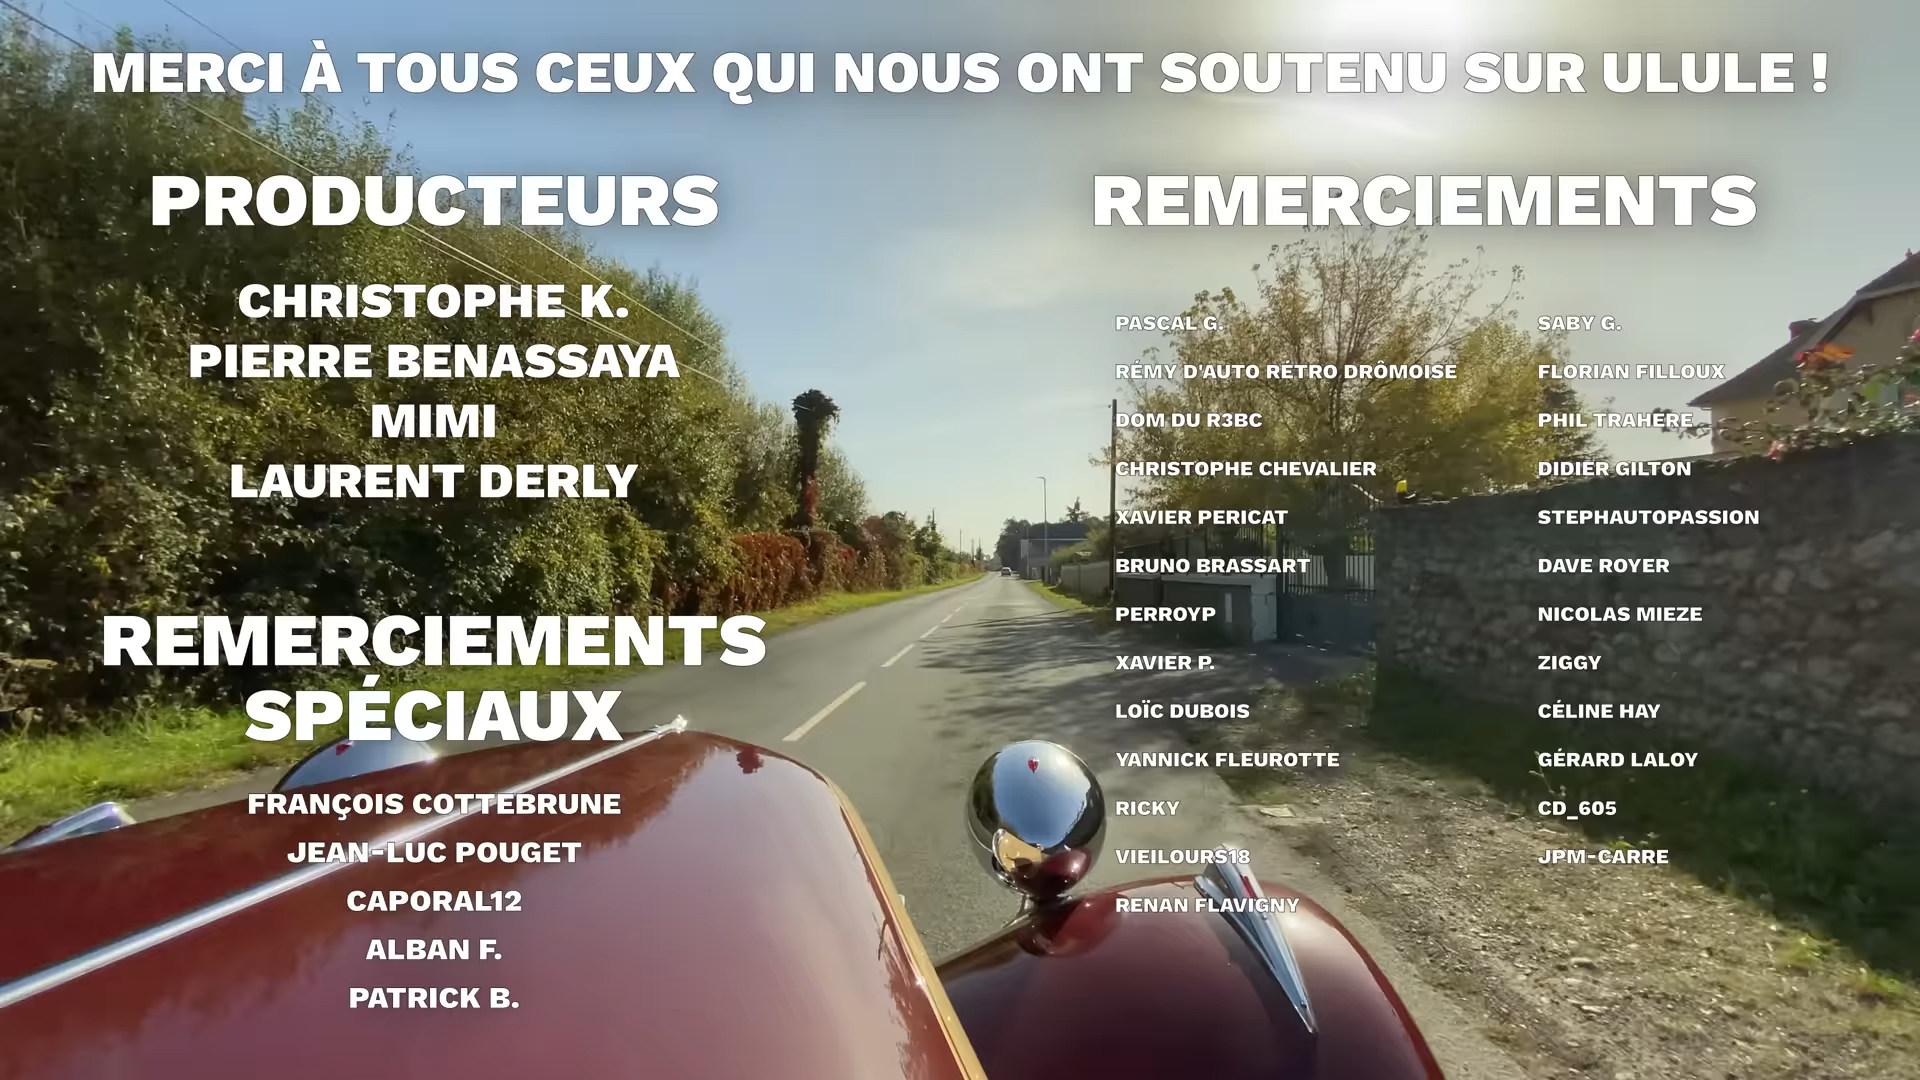 MERCI À TOUS CEUX QUI NOUS ONT SOUTENU SUR ULULE !
PRODUCTEURS
CHRISTOPHE K.
PIERRE BENASSAYA
MIMI
LAURENT DERLY
REMERCIEMENTS
SPÉCIAUX
FRANÇOIS COTTEBRUNE
JEAN-LUC POUGET
CAPORAL12
ALBAN F.
PATRICK B.
REMERCIEMENTS
PASCAL G.
RÉMY D'AUTO RÉTRO DRÔMOISE
DOM DU R3BC
CHRISTOPHE CHEVALIER
XAVIER PERICAT
BRUNO BRASSART
PERROYP
XAVIER P.
LOÏC DUBOIS
YANNICK FLEUROTTE
RICKY
VIEILOURS18
RENAN FLAVIGNY
SABY G.
FLORIAN FILLOUX
PHIL TRAHERE
DIDIER GILTON
STEPHAUTOPASSION
DAVE ROYER
NICOLAS MIEZE
ZIGGY
CÉLINE HAY
GÉRARD LALOY
CD_605
JPM-CARRE